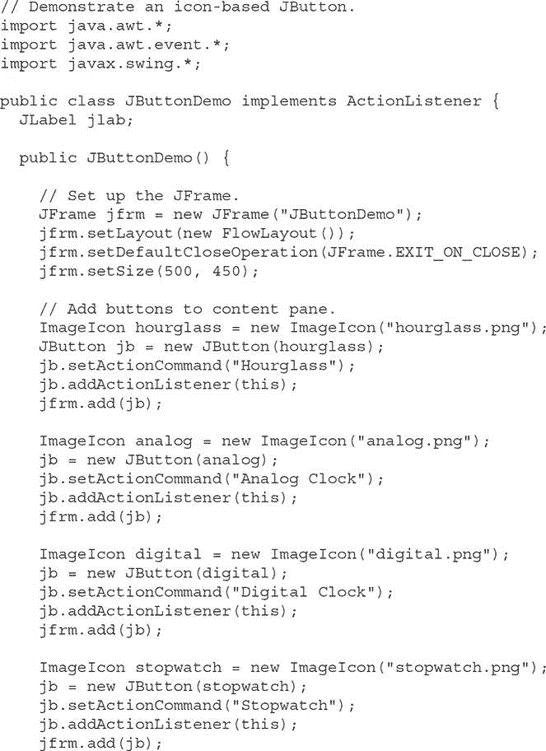 // Demonstrate an icon-based JButton.
import java.awt.*;
import java.awt.event.*;
import javax.swing.*;

public class JButtonDemo implements ActionListener {
  JLabel jlab;

  public JButtonDemo() {

    // Set up the JFrame.
    JFrame jfrm = new JFrame("JButtonDemo");
    jfrm.setLayout(new FlowLayout());
    jfrm.setDefaultCloseOperation(JFrame.EXIT_ON_CLOSE);
    jfrm.setSize(500, 450);

    // Add buttons to content pane.
    ImageIcon hourglass = new ImageIcon("hourglass.png");
    JButton jb = new JButton(hourglass);
    jb.setActionCommand("Hourglass");
    jb.addActionListener(this);
    jfrm.add(jb);

    ImageIcon analog = new ImageIcon("analog.png");
    jb = new JButton(analog);
    jb.setActionCommand("Analog Clock");
    jb.addActionListener(this);
    jfrm.add(jb);

    ImageIcon digital = new ImageIcon("digital.png");
    jb = new JButton(digital);
    jb.setActionCommand("Digital Clock");
    jb.addActionListener(this);
    jfrm.add(jb);

    ImageIcon stopwatch = new ImageIcon("stopwatch.png");
    jb = new JButton(stopwatch);
    jb.setActionCommand("Stopwatch");
    jb.addActionListener(this);
    jfrm.add(jb);